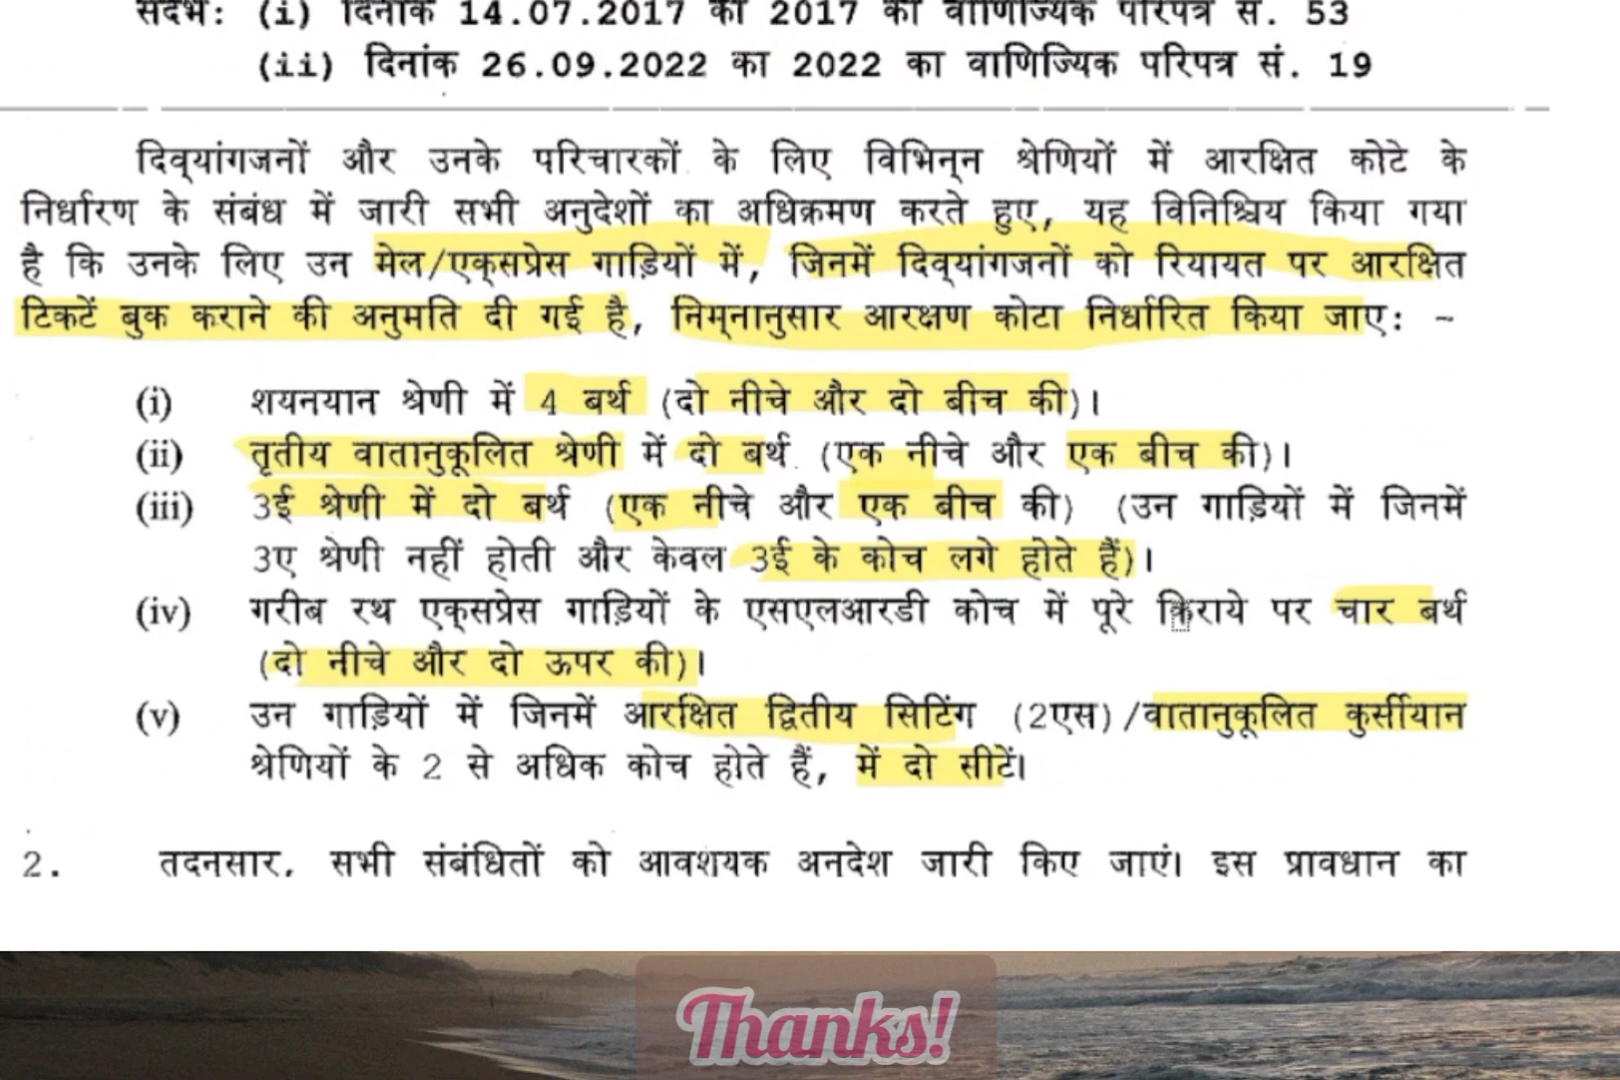 संदर्भ: (i) दिनांक 14.07.2017 का 2017 का वाणिज्यिक परिपत्र सं. 53
(ii) दिनांक 26.09.2022 का 2022 का वाणिज्यिक परिपत्र सं. 19
दिव्यांगजनों और उनके परिचारकों के लिए विभिन्न श्रेणियों में आरक्षित कोटे के
निर्धारण के संबंध में जारी सभी अनुदेशों का अधिक्रमण करते हुए, यह विनिश्चिय किया गया
है कि उनके लिए उन मेल/एक्सप्रेस गाड़ियों में, जिनमें दिव्यांगजनों को रियायत पर आरक्षित
टिकटें बुक कराने की अनुमति दी गई है, निम्नानुसार आरक्षण कोटा निर्धारित किया जाए: -
(i) शयनयान श्रेणी में 4 बर्थ (दो नीचे और दो बीच की)।
(ii) तृतीय वातानुकूलित श्रेणी में दो बर्थ (एक नीचे और एक बीच की)।
(iii) 3ई श्रेणी में दो बर्थ (एक नीचे और एक बीच की) (उन गाड़ियों में जिनमें
3ए श्रेणी नहीं होती और केवल 3ई के कोच लगे होते हैं)।
(iv) गरीब रथ एक्सप्रेस गाड़ियों के एसएलआरडी कोच में पूरे किराये पर चार बर्थ
(दो नीचे और दो ऊपर की)।
(v) उन गाड़ियों में जिनमें आरक्षित द्वितीय सिटिंग (2एस)/वातानुकूलित कुर्सीयान
श्रेणियों के 2 से अधिक कोच होते हैं, में दो सीटें।
2. तदनुसार, सभी संबंधितों को आवश्यक अनुदेश जारी किए जाएं। इस प्रावधान का
Thanks!